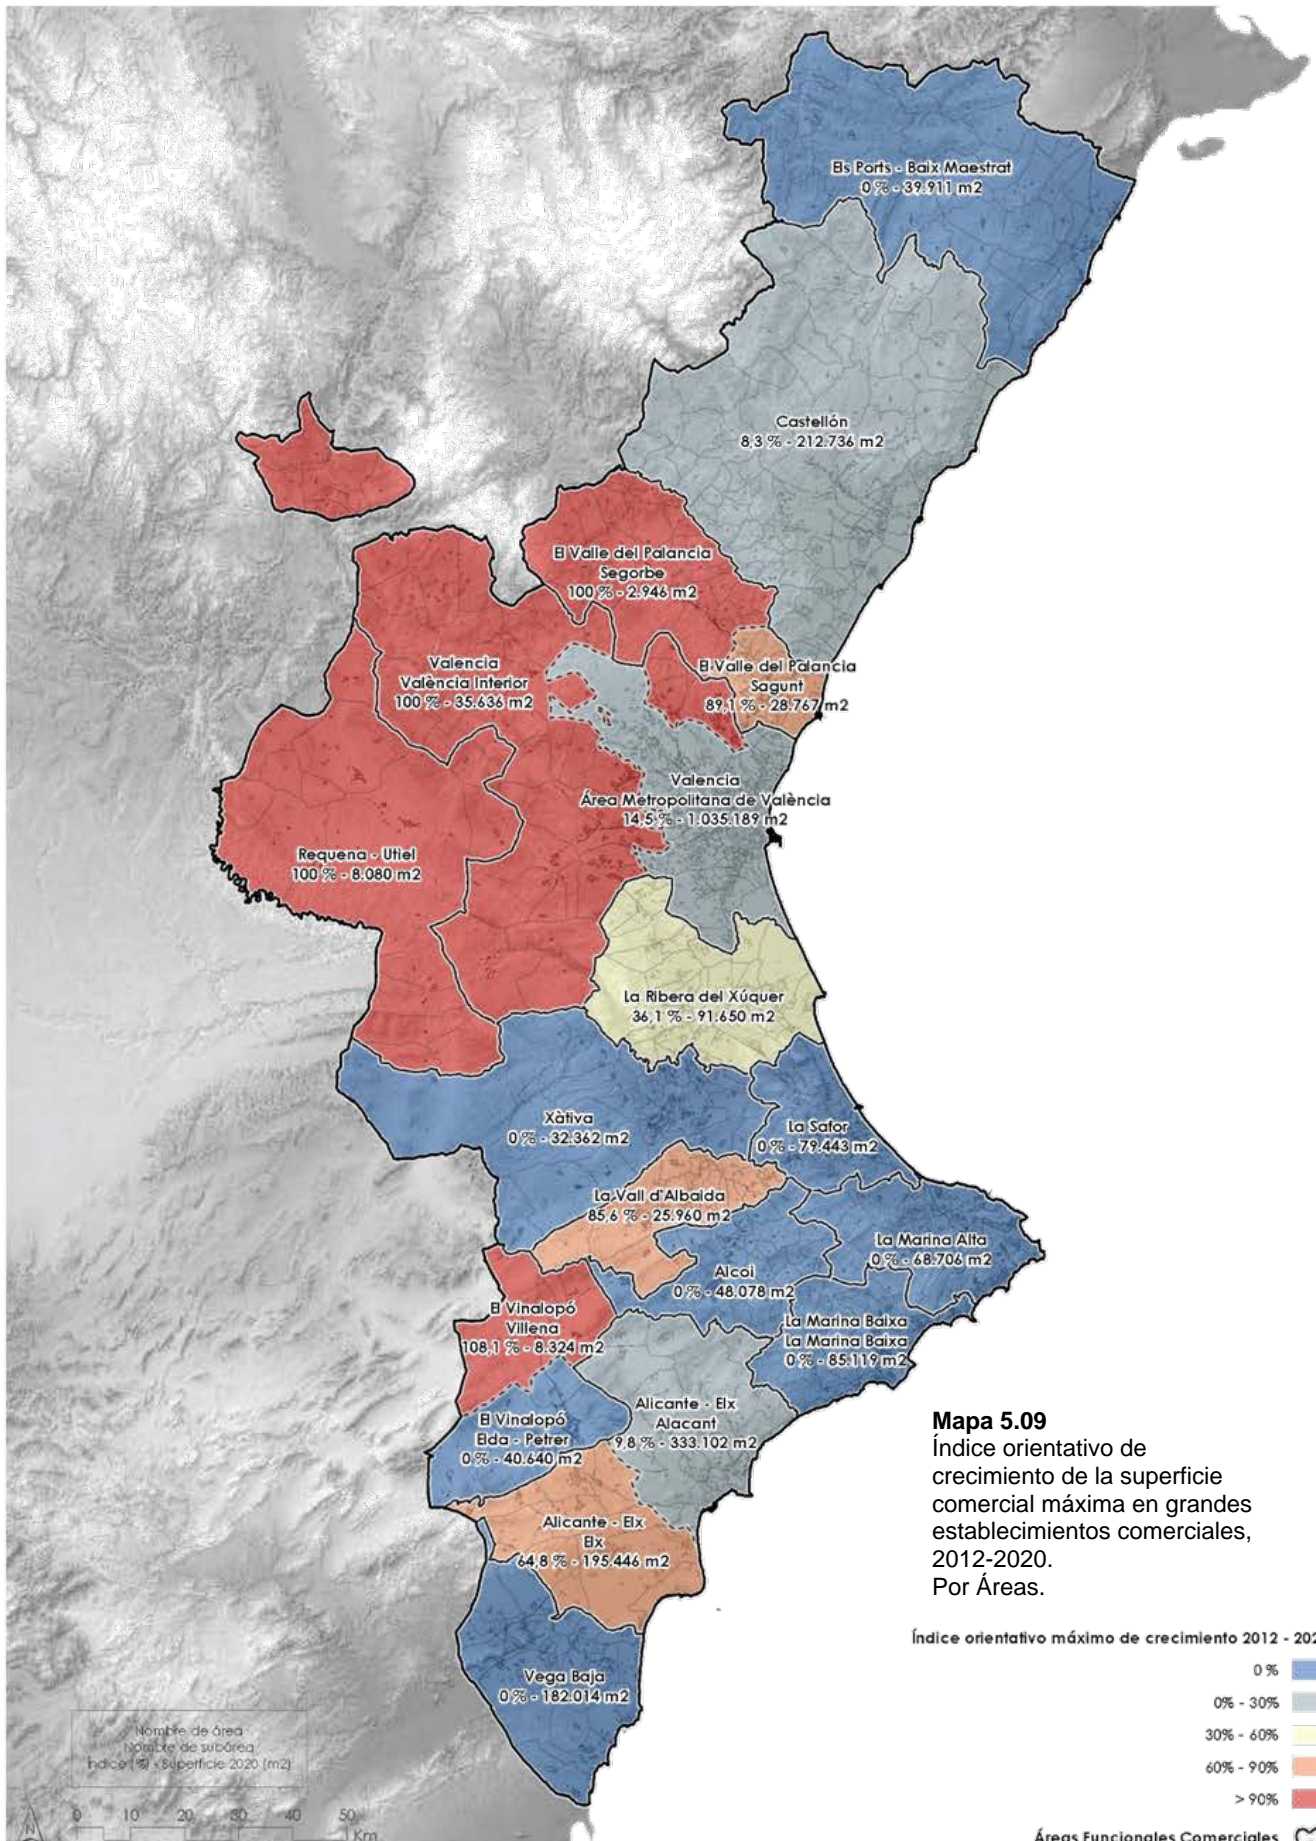 Els Ports - Baix Maestrat
0 % - 39.911 m2
Castellón
8,3 % - 212.736 m2
El Valle del Palancia
Segorbe
100 % - 2.946 m2
El Valle del Palancia
Sagunt
89,1 % - 28.767 m2
Valencia
València Interior
100 % - 35.636 m2
Valencia
Área Metropolitana de València
14,5 % - 1.035.189 m2
Requena - Utiel
100 % - 8.080 m2
La Ribera del Xúquer
36,1 % - 91.650 m2
Xàtiva
0 % - 32.362 m2
La Safor
0 % - 79.443 m2
La Vall d'Albaida
85,6 % - 25.960 m2
La Marina Alta
0 % - 68.706 m2
Alcoi
0 % - 48.078 m2
El Vinalopó
Villena
108,1 % - 8.324 m2
La Marina Baixa
La Marina Baixa
0 % - 85.119 m2
Alicante - Elx
Alacant
9,8 % - 333.102 m2
El Vinalopó
Elda - Petrer
0 % - 40.640 m2
Alicante - Elx
Elx
64,8 % - 195.446 m2
Vega Baja
0 % - 182.014 m2
Mapa 5.09
Índice orientativo de
crecimiento de la superficie
comercial máxima en grandes
establecimientos comerciales,
2012-2020.
Por Áreas.
Índice orientativo máximo de crecimiento 2012 - 202
0 %
0% - 30%
30% - 60%
60% - 90%
> 90%
Áreas Funcionales Comerciales
Nombre de área
Nombre de subárea
Índice (%) - Superficie 2020 (m2)
0 10 20 30 40 50
Km
N